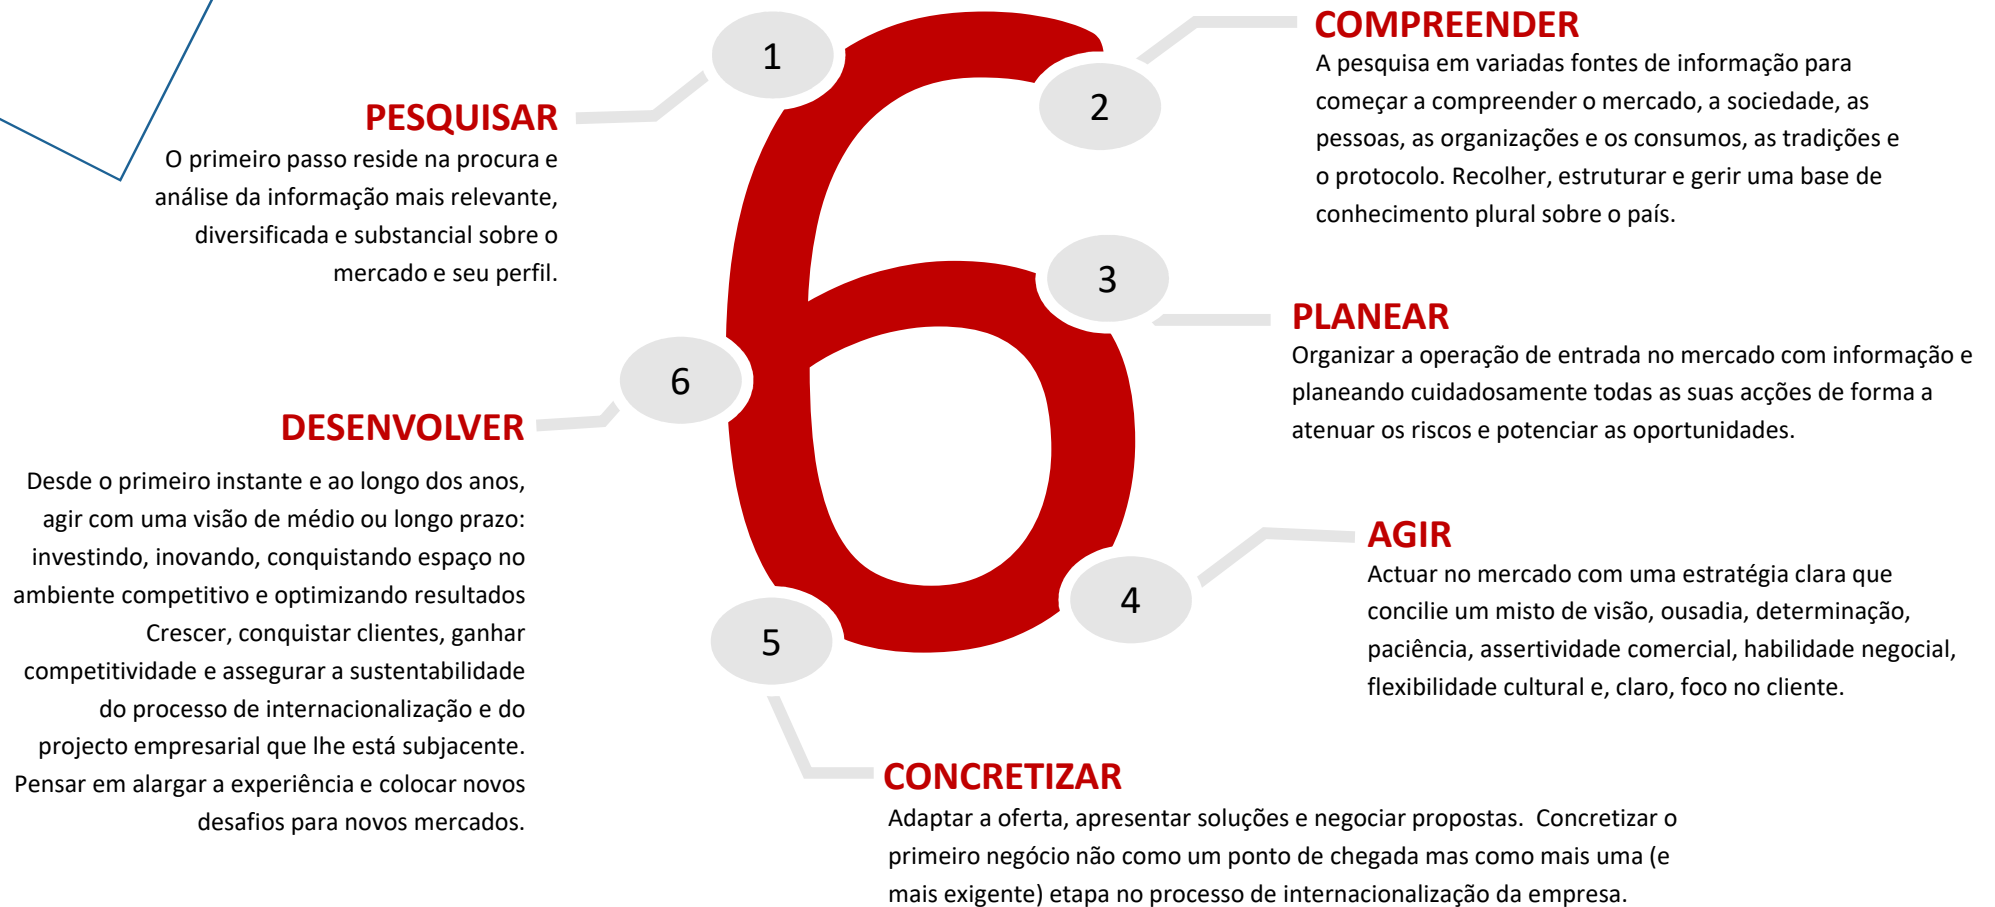 1
PESQUISAR
O primeiro passo reside na procura e
análise da informação mais relevante,
diversificada e substancial sobre o
mercado e seu perfil.
2
COMPREENDER
A pesquisa em variadas fontes de informação para
começar a compreender o mercado, a sociedade, as
pessoas, as organizações e os consumos, as tradições e
o protocolo. Recolher, estruturar e gerir uma base de
conhecimento plural sobre o país.
3
PLANEAR
Organizar a operação de entrada no mercado com informação e
planeando cuidadosamente todas as suas acções de forma a
atenuar os riscos e potenciar as oportunidades.
4
AGIR
Actuar no mercado com uma estratégia clara que
concilie um misto de visão, ousadia, determinação,
paciência, assertividade comercial, habilidade negocial,
flexibilidade cultural e, claro, foco no cliente.
5
CONCRETIZAR
Adaptar a oferta, apresentar soluções e negociar propostas.  Concretizar o
primeiro negócio não como um ponto de chegada mas como mais uma (e
mais exigente) etapa no processo de internacionalização da empresa.
6
DESENVOLVER
Desde o primeiro instante e ao longo dos anos,
agir com uma visão de médio ou longo prazo:
investindo, inovando, conquistando espaço no
ambiente competitivo e optimizando resultados
Crescer, conquistar clientes, ganhar
competitividade e assegurar a sustentabilidade
do processo de internacionalização e do
projecto empresarial que lhe está subjacente.
Pensar em alargar a experiência e colocar novos
desafios para novos mercados.
6